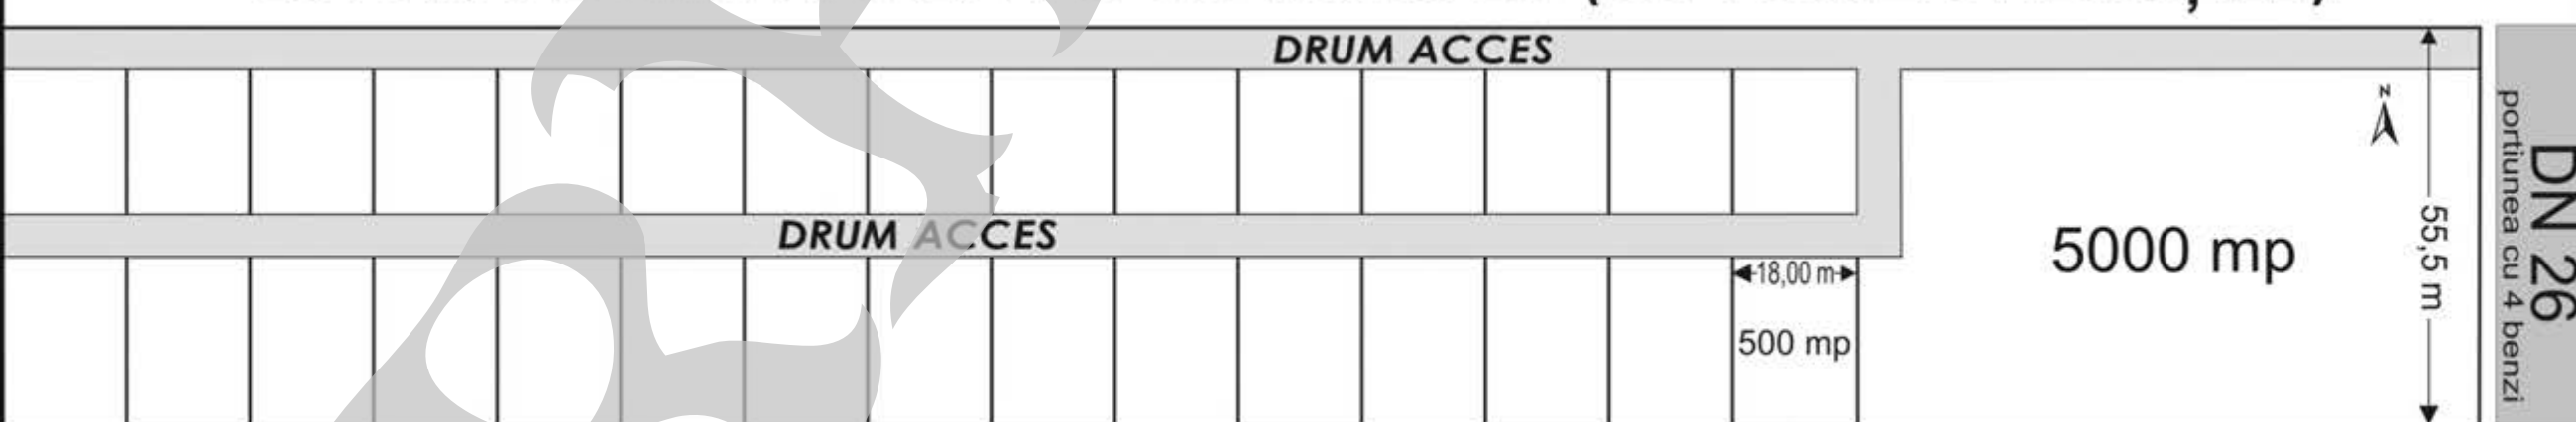 DRUM ACCES
N
DRUM ACCES
18,00 m
500 mp
5000 mp
55,5 m
DN 26
portiunea cu 4 benzi